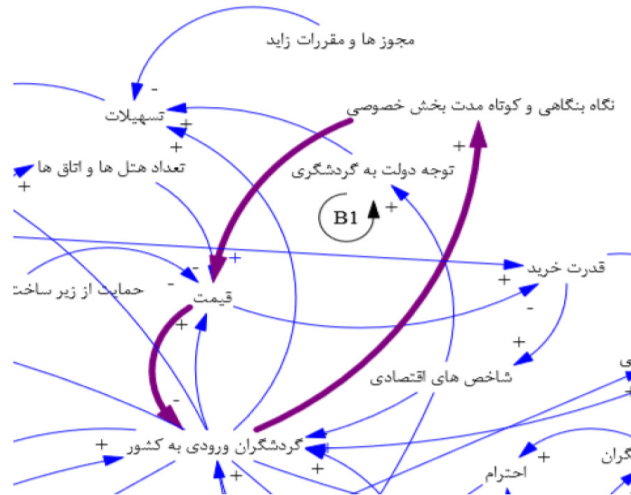 مجوز ها و مقررات زاید
تسهیلات
نگاه بنگاهی و کوتاه مدت بخش خصوصی
تعداد هتل ها و اتاق ها
توجه دولت به گردشگری
B1
قدرت خرید
حمایت از زیر ساخت
قیمت
شاخص های اقتصادی
گردشگران ورودی به کشور
احترام